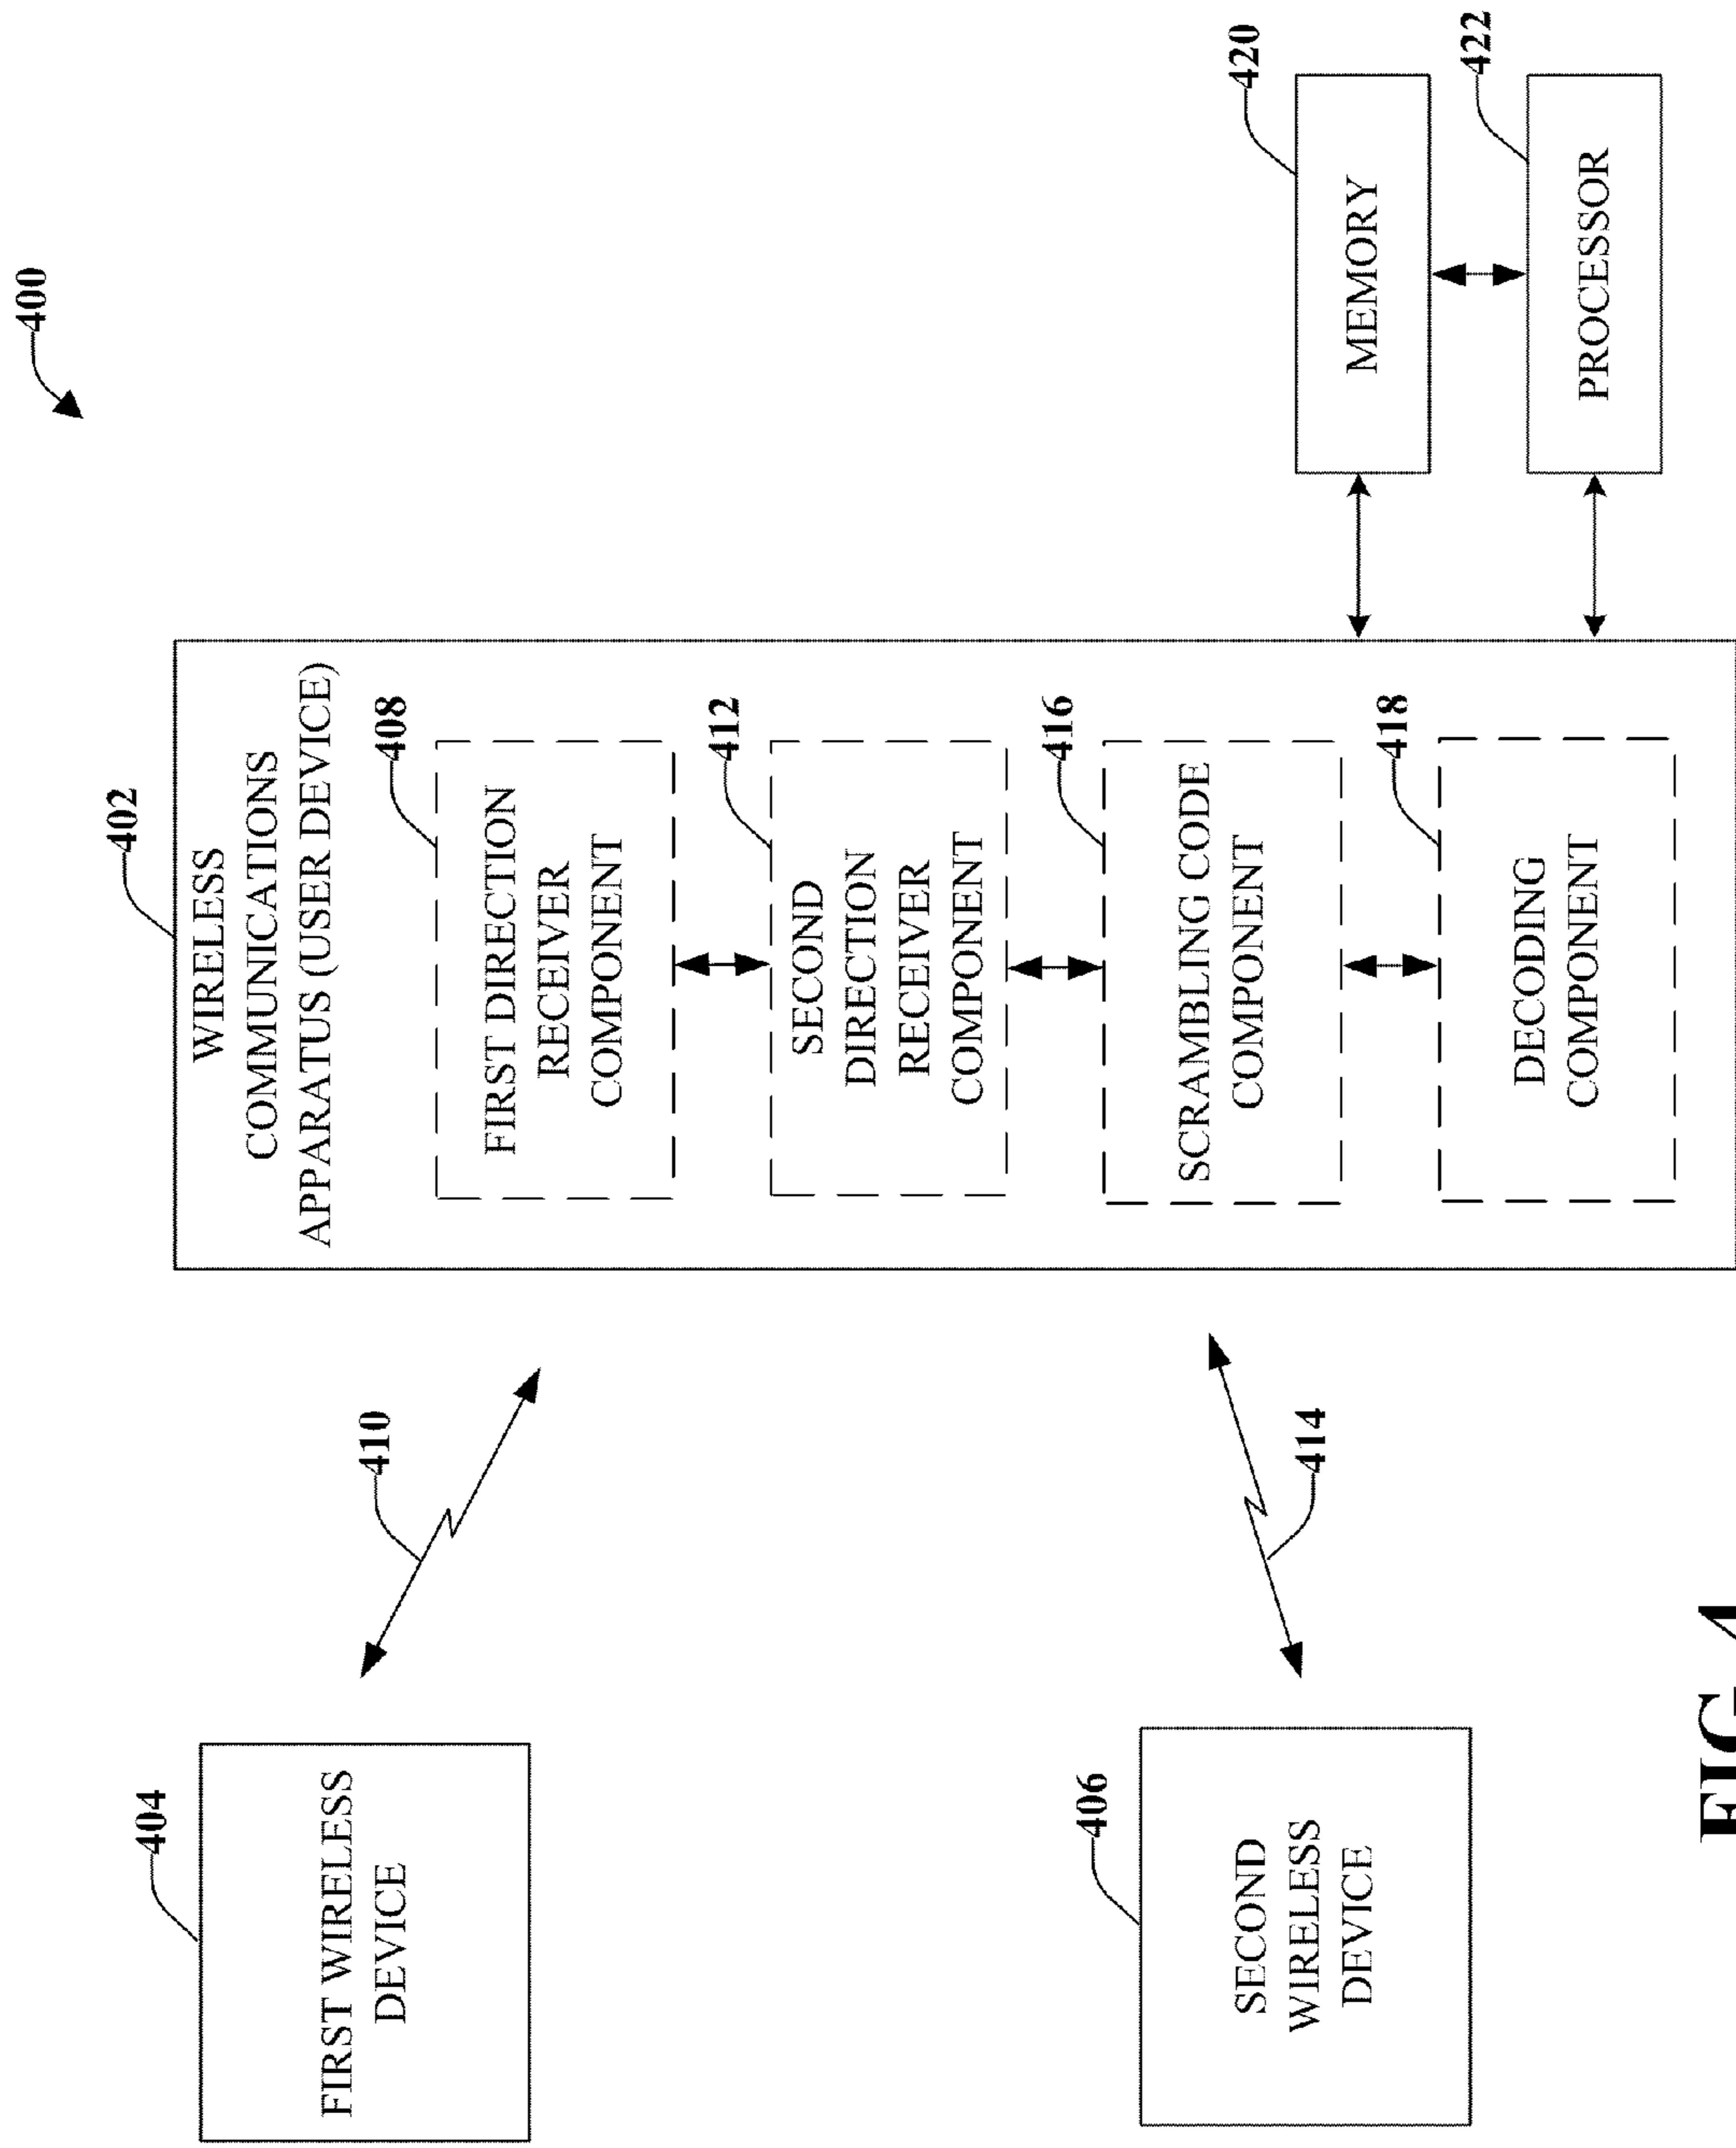 400
402
WIRELESS
COMMUNICATIONS
APPARATUS (USER DEVICE)
404
FIRST WIRELESS
DEVICE
410
408
FIRST DIRECTION
RECEIVER
COMPONENT
412
SECOND
DIRECTION
RECEIVER
COMPONENT
406
SECOND
WIRELESS
DEVICE
414
416
SCRAMBLING CODE
COMPONENT
418
DECODING
COMPONENT
420
MEMORY
422
PROCESSOR
FIG. 4